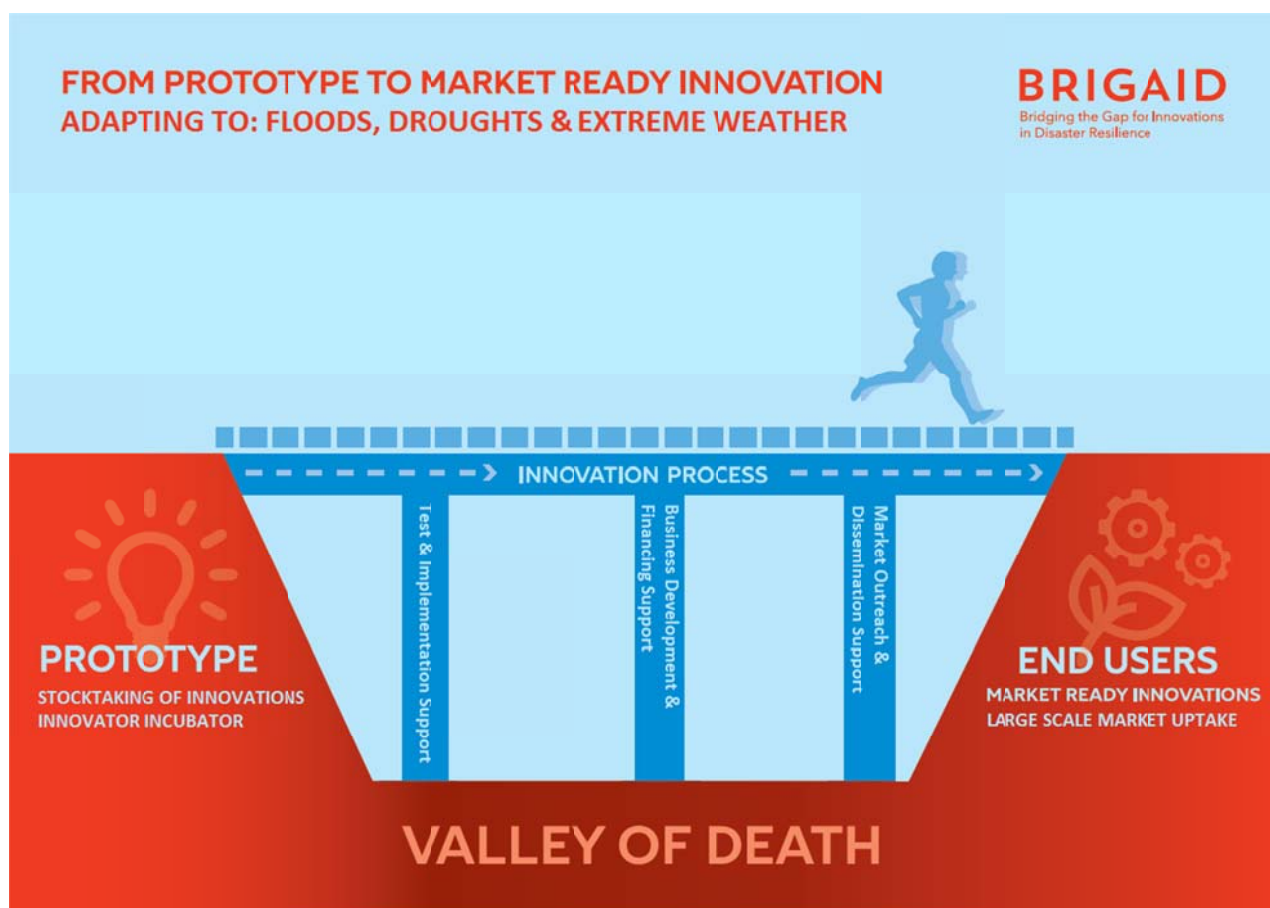 FROM PROTOTYPE TO MARKET READY INNOVATION
ADAPTING TO: FLOODS, DROUGHTS & EXTREME WEATHER
BRIGAID
Bridging the Gap for Innovations
in Disaster Resilience
INNOVATION PROCESS
Test & Implementation Support
Business Development &
Financing Support
Market Outreach &
Dissemination Support
PROTOTYPE
STOCKTAKING OF INNOVATIONS
INNOVATOR INCUBATOR
END USERS
MARKET READY INNOVATIONS
LARGE SCALE MARKET UPTAKE
VALLEY OF DEATH